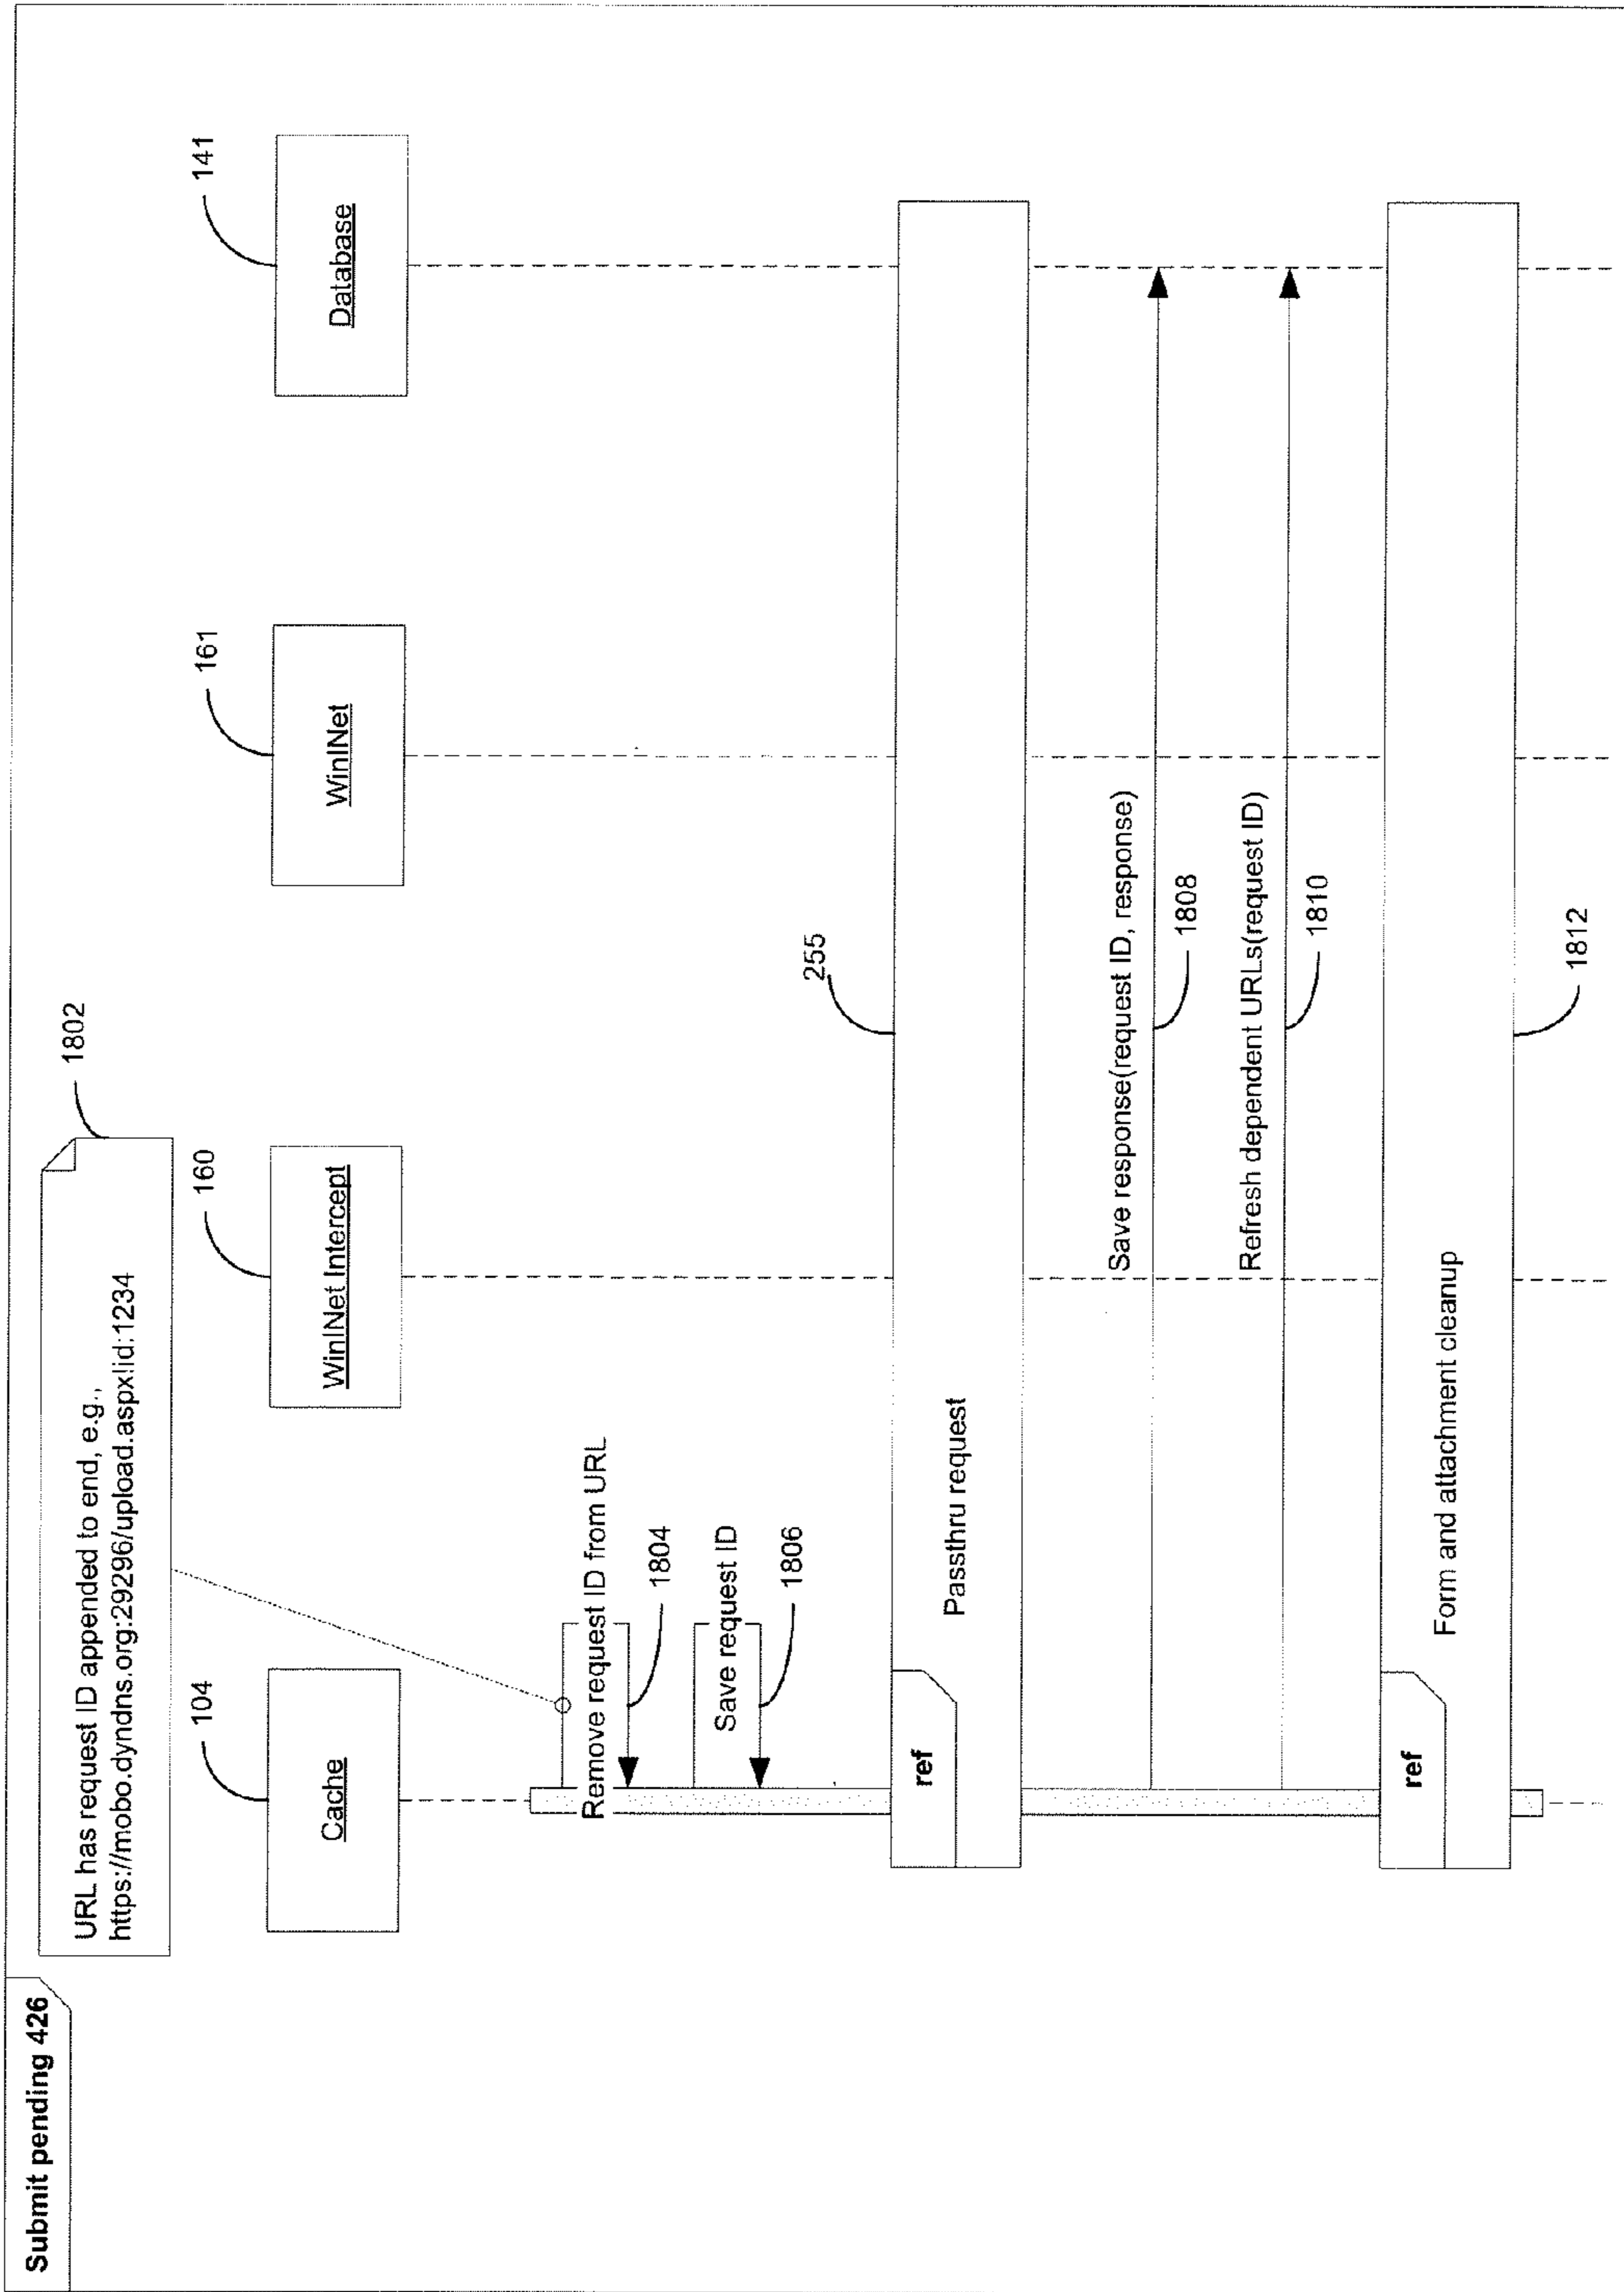 Submit pending 426
URL has request ID appended to end, e.g.,
https://mobo.dyndns.org:29296/upload.aspx!id:1234
1802
104
160
161
141
Cache
WinINet Intercept
WinINet
Database
Remove request ID from URL
1804
Save request ID
1806
255
ref
Passthru request
Save response(request ID, response)
1808
Refresh dependent URLs(request ID)
1810
ref
Form and attachment cleanup
1812